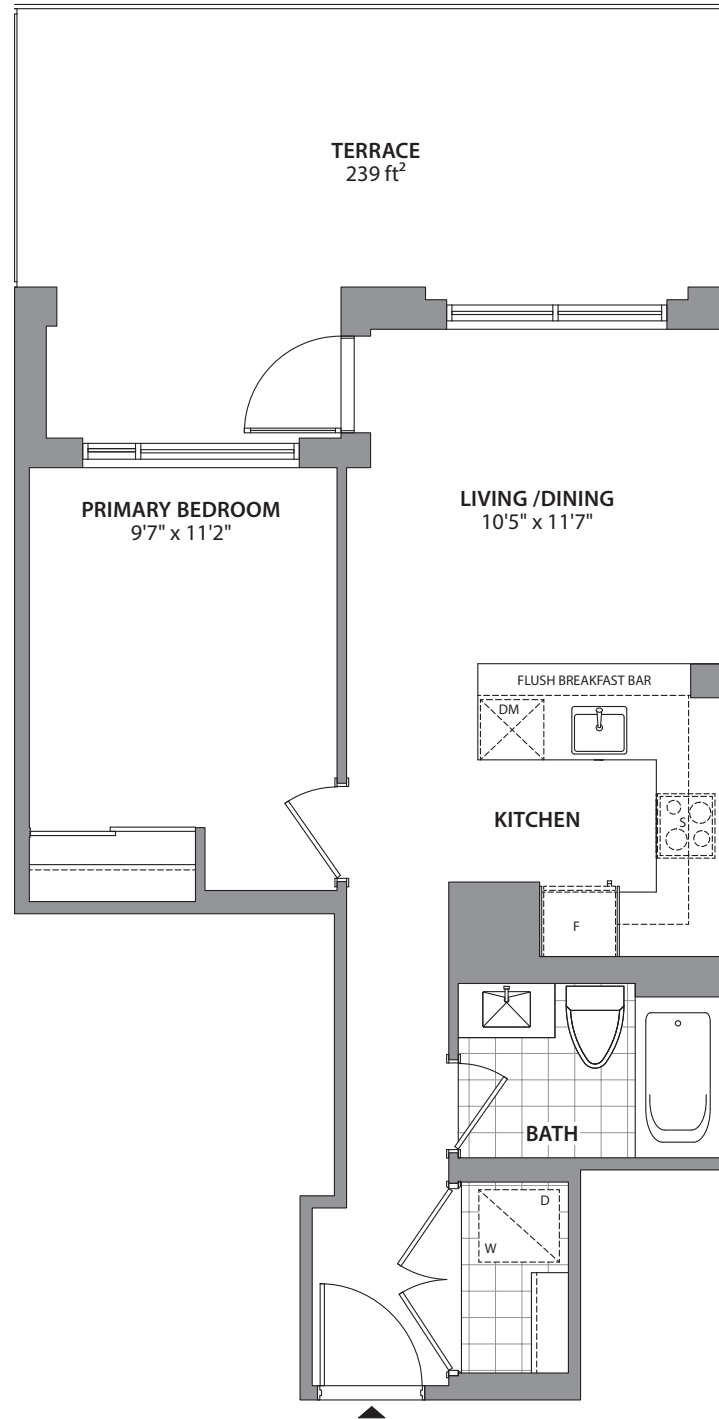 TERRACE
239 ft²
PRIMARY BEDROOM
9'7" x 11'2"
LIVING /DINING
10'5" x 11'7"
FLUSH BREAKFAST BAR
DM
S
KITCHEN
F
BATH
D
W